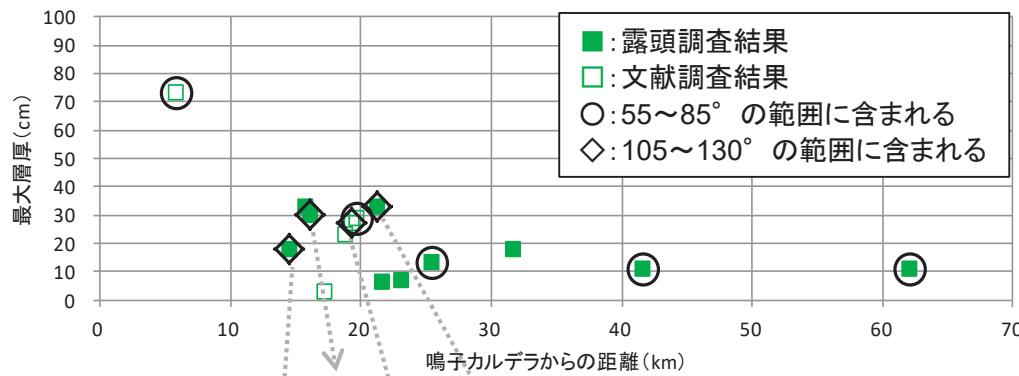 100
90
80
70
60
50
40
30
20
10
0
最大層厚(cm)
■:露頭調査結果
□:文献調査結果
○:55～85°の範囲に含まれる
◇:105～130°の範囲に含まれる
0 10 20 30 40 50 60 70
鳴子カルデラからの距離(km)